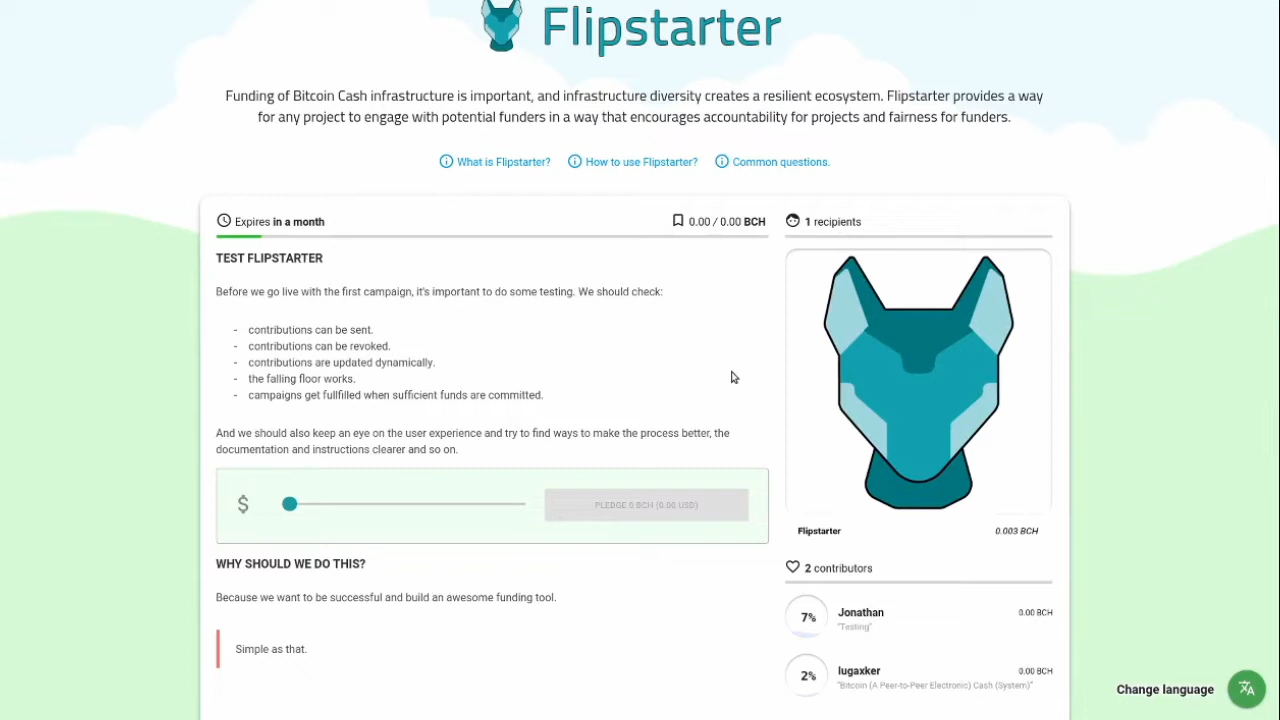 Flipstarter
Funding of Bitcoin Cash infrastructure is important, and infrastructure diversity creates a resilient ecosystem. Flipstarter provides a way
for any project to engage with potential funders in a way that encourages accountability for projects and fairness for funders.
What is Flipstarter? How to use Flipstarter? Common questions.
Expires in a month 0.00 / 0.00 BCH
1 recipients
TEST FLIPSTARTER
Before we go live with the first campaign, it's important to do some testing. We should check:
- contributions can be sent.
- contributions can be revoked.
- contributions are updated dynamically.
- the falling floor works.
- campaigns get fullfilled when sufficient funds are committed.
And we should also keep an eye on the user experience and try to find ways to make the process better, the
documentation and instructions clearer and so on.
$ PLEDGE 0 BCH (0.00 USD)
WHY SHOULD WE DO THIS?
Because we want to be successful and build an awesome funding tool.
Simple as that.
Flipstarter 0.003 BCH
2 contributors
7% Jonathan 0.00 BCH
"Testing"
2% lugaxker 0.00 BCH
"Bitcoin (A Peer-to-Peer Electronic) Cash (System)"
Change language